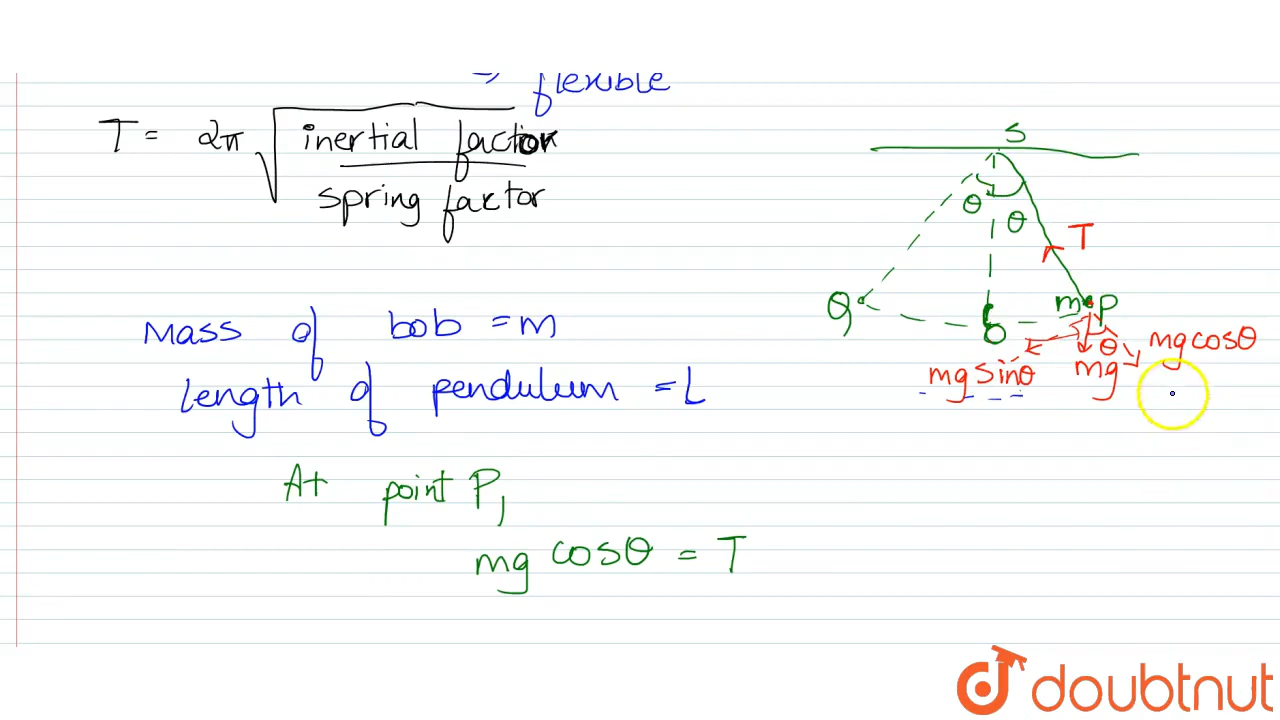 flexible
T = 2π √ inertial factor
spring factor
S
θ
θ
T
Q
O
m P
θ
mg cosθ
mg sinθ
mg
Mass of bob = m
length of pendulum = L
At point P,
mg cosθ = T
doubtnut